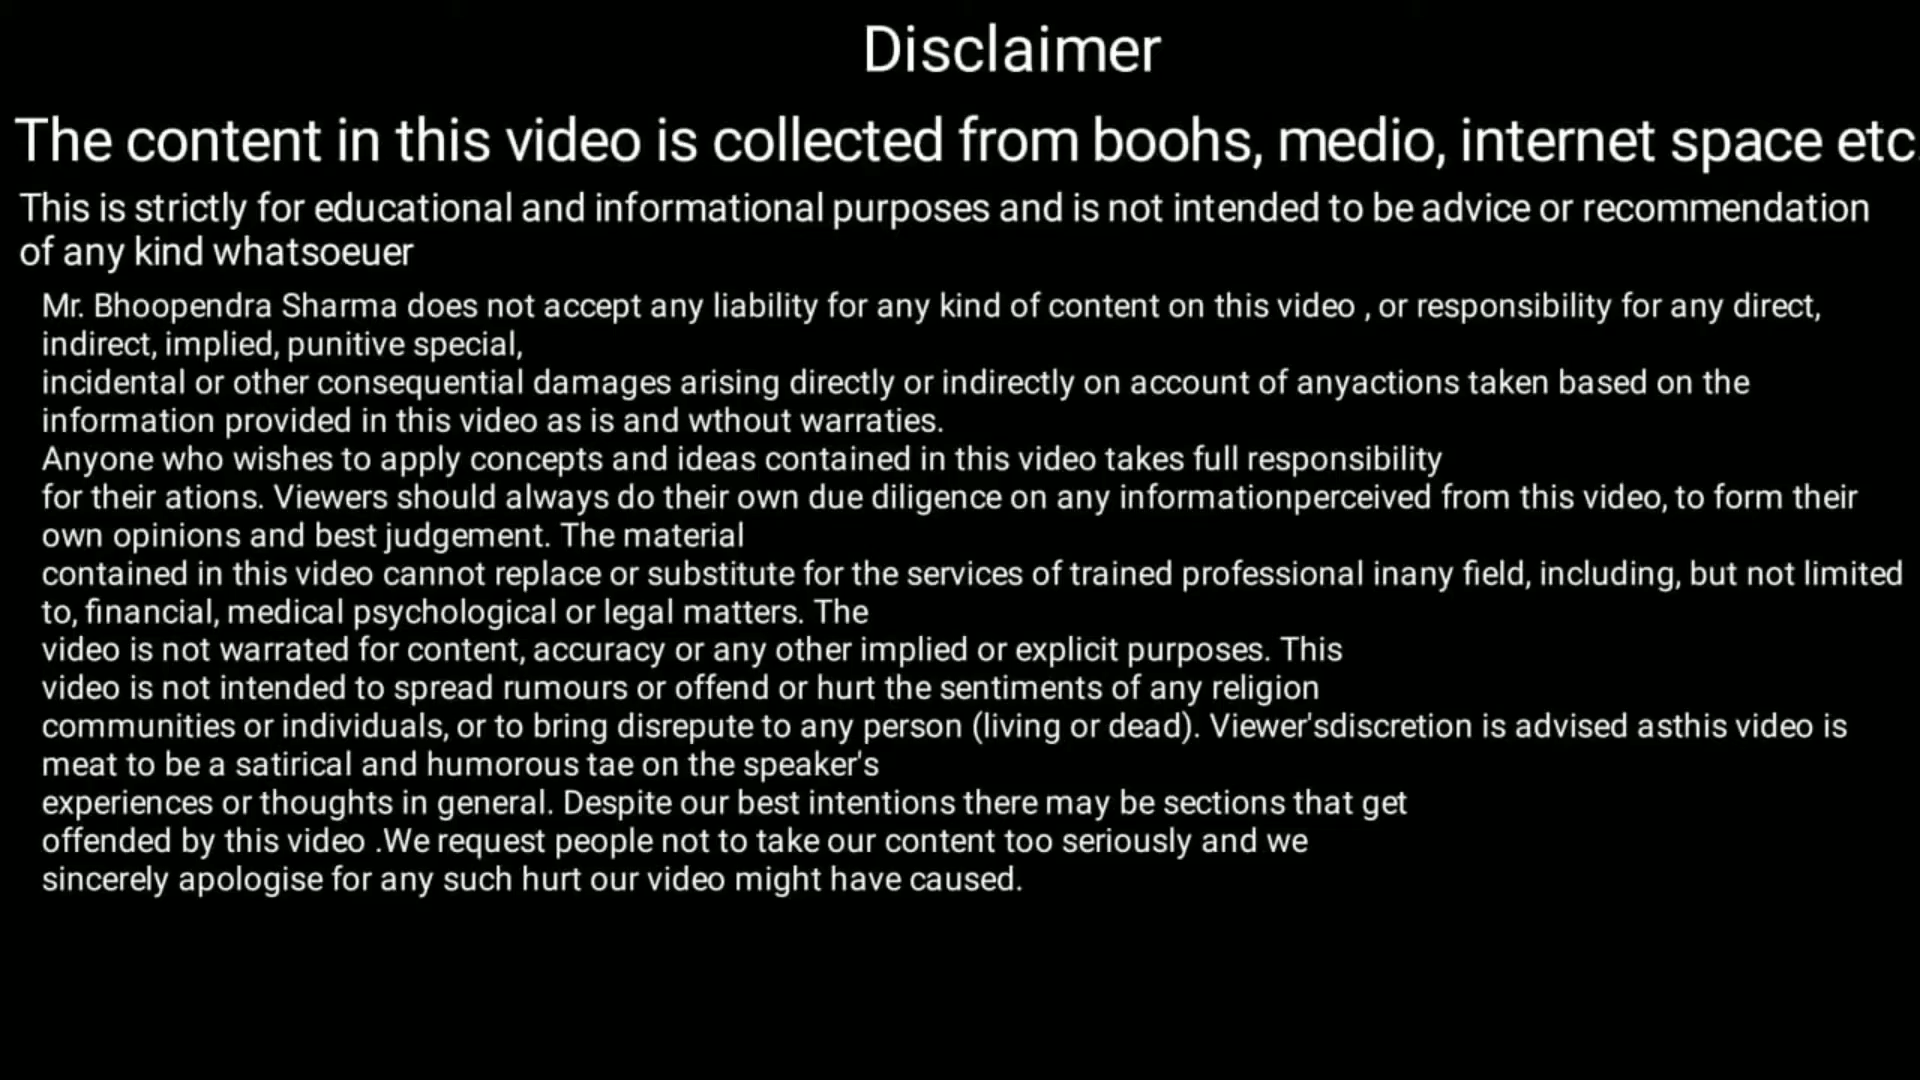 Disclaimer
The content in this video is collected from boohs, medio, internet space etc.
This is strictly for educational and informational purposes and is not intended to be advice or recommendation
of any kind whatsoeuer
Mr. Bhoopendra Sharma does not accept any liability for any kind of content on this video , or responsibility for any direct,
indirect, implied, punitive special,
incidental or other consequential damages arising directly or indirectly on account of anyactions taken based on the
information provided in this video as is and wthout warraties.
Anyone who wishes to apply concepts and ideas contained in this video takes full responsibility
for their ations. Viewers should always do their own due diligence on any informationperceived from this video, to form their
own opinions and best judgement. The material
contained in this video cannot replace or substitute for the services of trained professional inany field, including, but not limited
to, financial, medical psychological or legal matters. The
video is not warrated for content, accuracy or any other implied or explicit purposes. This
video is not intended to spread rumours or offend or hurt the sentiments of any religion
communities or individuals, or to bring disrepute to any person (living or dead). Viewer'sdiscretion is advised asthis video is
meat to be a satirical and humorous tae on the speaker's
experiences or thoughts in general. Despite our best intentions there may be sections that get
offended by this video .We request people not to take our content too seriously and we
sincerely apologise for any such hurt our video might have caused.